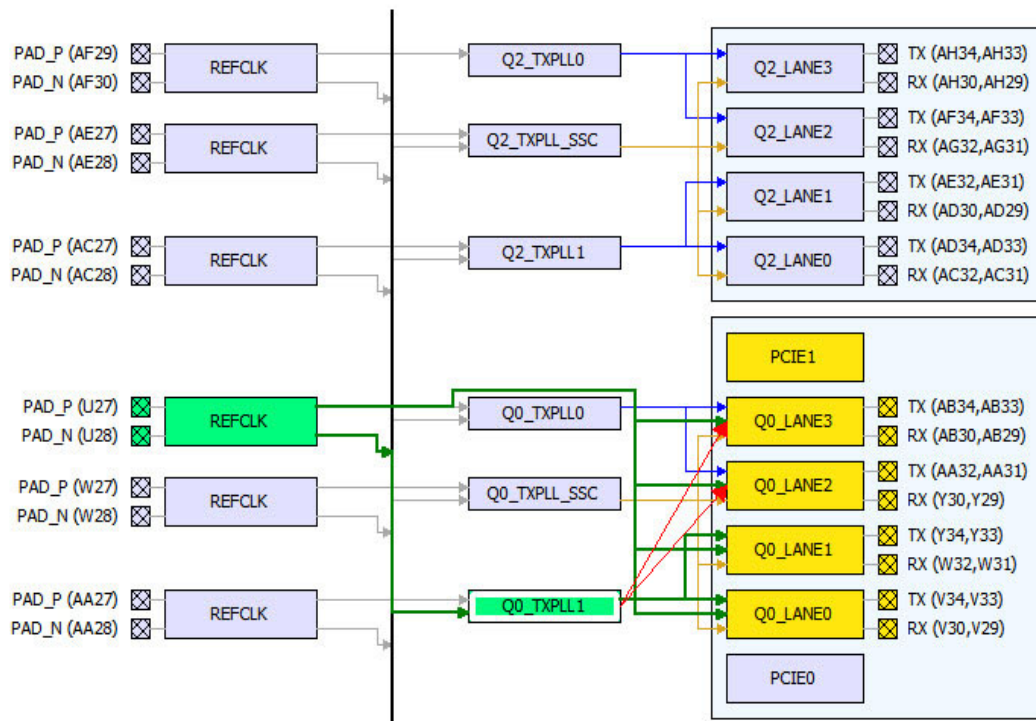 PAD_P (AF29)
PAD_N (AF30)
REFCLK
Q2_TXPLL0
Q2_LANE3
TX (AH34,AH33)
RX (AH30,AH29)
PAD_P (AE27)
PAD_N (AE28)
REFCLK
Q2_TXPLL_SSC
Q2_LANE2
TX (AF34,AF33)
RX (AG32,AG31)
Q2_LANE1
TX (AE32,AE31)
RX (AD30,AD29)
PAD_P (AC27)
PAD_N (AC28)
REFCLK
Q2_TXPLL1
Q2_LANE0
TX (AD34,AD33)
RX (AC32,AC31)
PCIE1
PAD_P (U27)
PAD_N (U28)
REFCLK
Q0_TXPLL0
Q0_LANE3
TX (AB34,AB33)
RX (AB30,AB29)
PAD_P (W27)
PAD_N (W28)
REFCLK
Q0_TXPLL_SSC
Q0_LANE2
TX (AA32,AA31)
RX (Y30,Y29)
Q0_LANE1
TX (Y34,Y33)
RX (W32,W31)
PAD_P (AA27)
PAD_N (AA28)
REFCLK
Q0_TXPLL1
Q0_LANE0
TX (V34,V33)
RX (V30,V29)
PCIE0